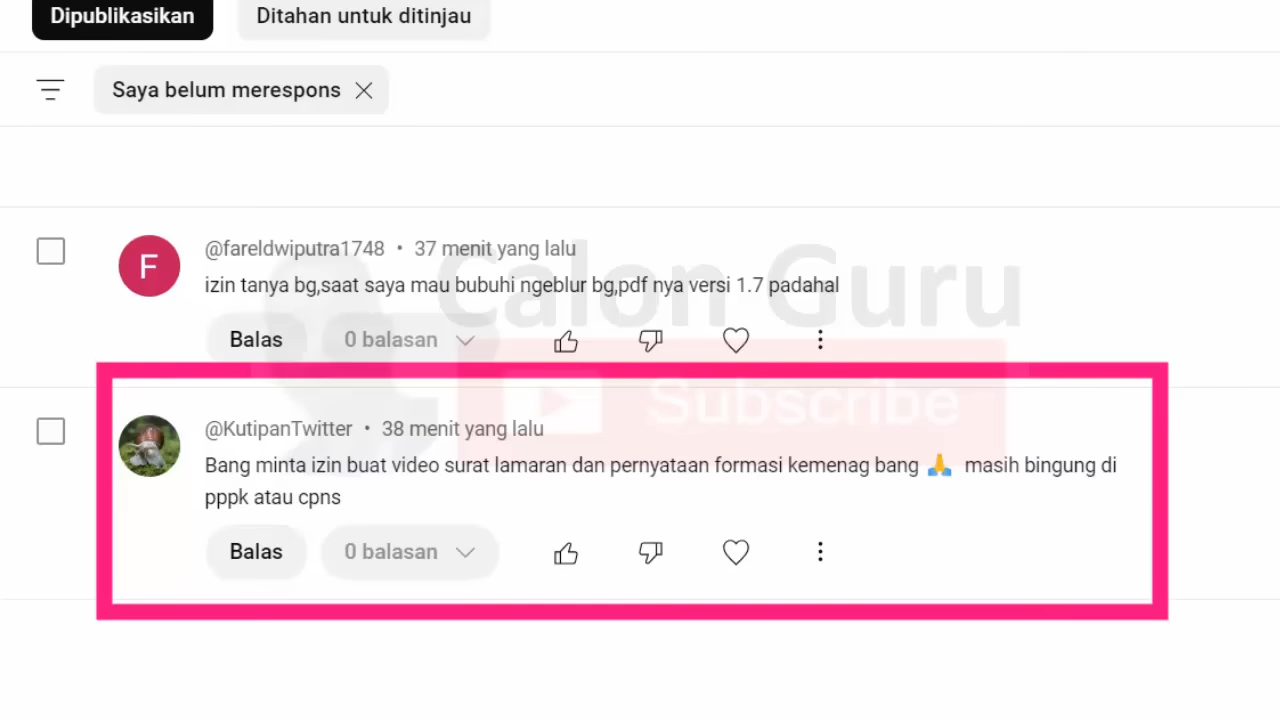 Dipublikasikan
Ditahan untuk ditinjau
Saya belum merespons
@fareldwiputra1748 • 37 menit yang lalu
F
izin tanya bg,saat saya mau bubuhi ngeblur bg,pdf nya versi 1.7 padahal
Calon Guru
Balas
0 balasan
Subscribe
@KutipanTwitter • 38 menit yang lalu
Bang minta izin buat video surat lamaran dan pernyataan formasi kemenag bang 🙏 masih bingung di
pppk atau cpns
Balas
0 balasan